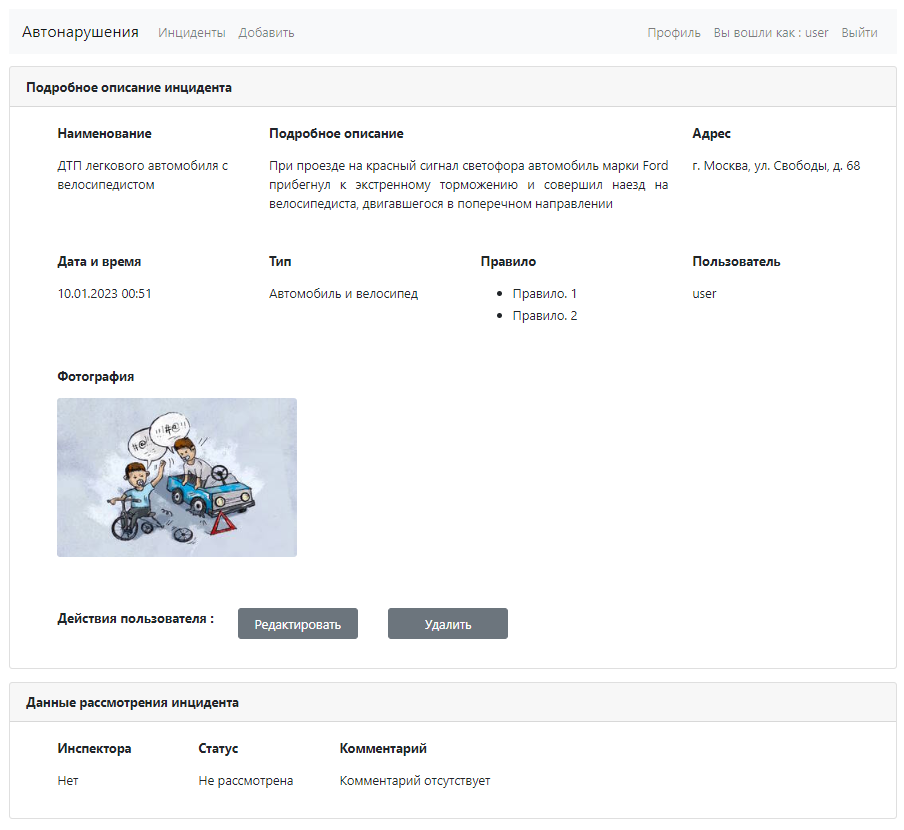 Автонарушения Инциденты Добавить Профиль Вы вошли как : user Выйти
Подробное описание инцидента
Наименование Подробное описание Адрес
ДТП легкового автомобиля с велосипедистом
При проезде на красный сигнал светофора автомобиль марки Ford
прибегнул к экстренному торможению и совершил наезд на
велосипедиста, двигавшегося в поперечном направлении
г. Москва, ул. Свободы, д. 68
Дата и время Тип Правило Пользователь
10.01.2023 00:51 Автомобиль и велосипед
Правило. 1
Правило. 2
user
Фотография
#@
!#@!!
Действия пользователя : Редактировать Удалить
Данные рассмотрения инцидента
Инспектора Статус Комментарий
Нет Не рассмотрена Комментарий отсутствует